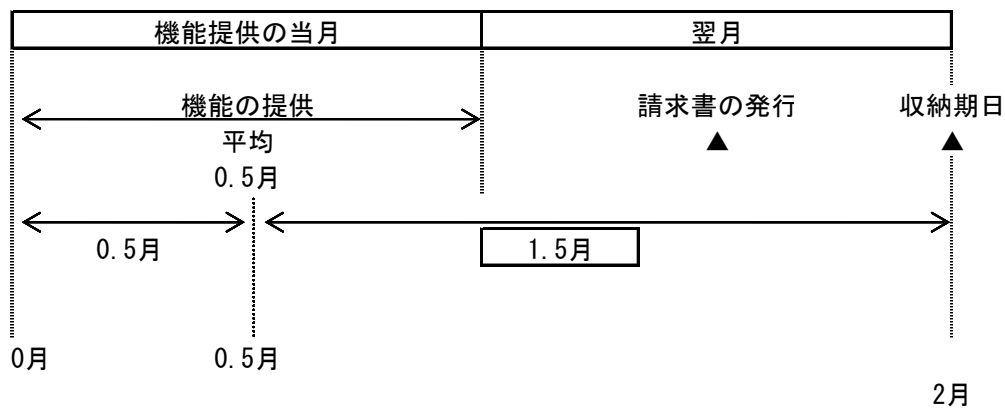 機能提供の当月 翌月
機能の提供 請求書の発行 収納期日
平均 ▲ ▲
0.5月
0.5月 1.5月
0月 0.5月
2月